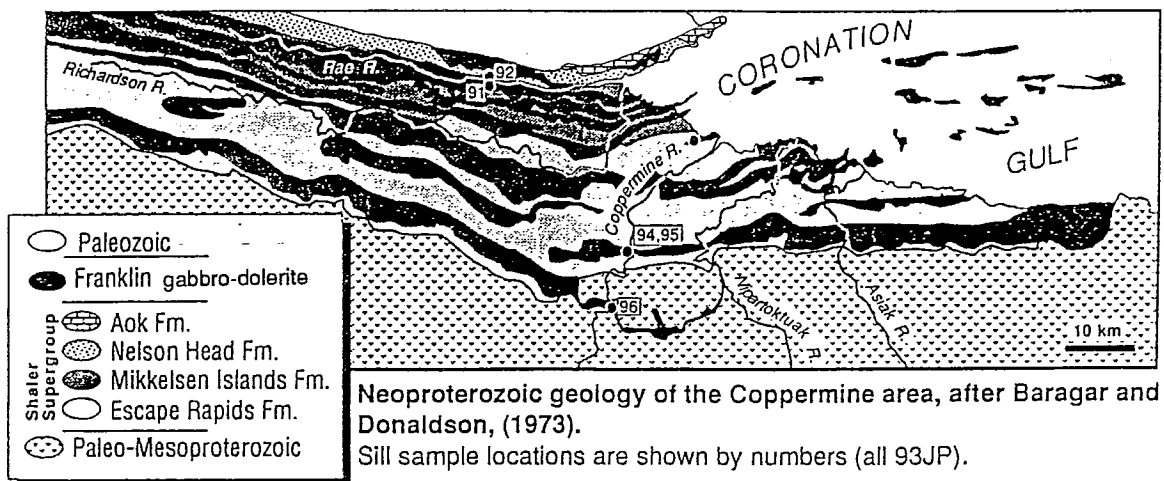 CORONATION
GULF
Richardson R.
Rae R.
92
91
Coppermine R.
94,95
96
Nipartoktuak R.
Asiak R.
10 km
Paleozoic
Franklin gabbro-dolerite
Shaler Supergroup
Aok Fm.
Nelson Head Fm.
Mikkelsen Islands Fm.
Escape Rapids Fm.
Paleo-Mesoproterozoic
Neoproterozoic geology of the Coppermine area, after Baragar and
Donaldson, (1973).
Sill sample locations are shown by numbers (all 93JP).